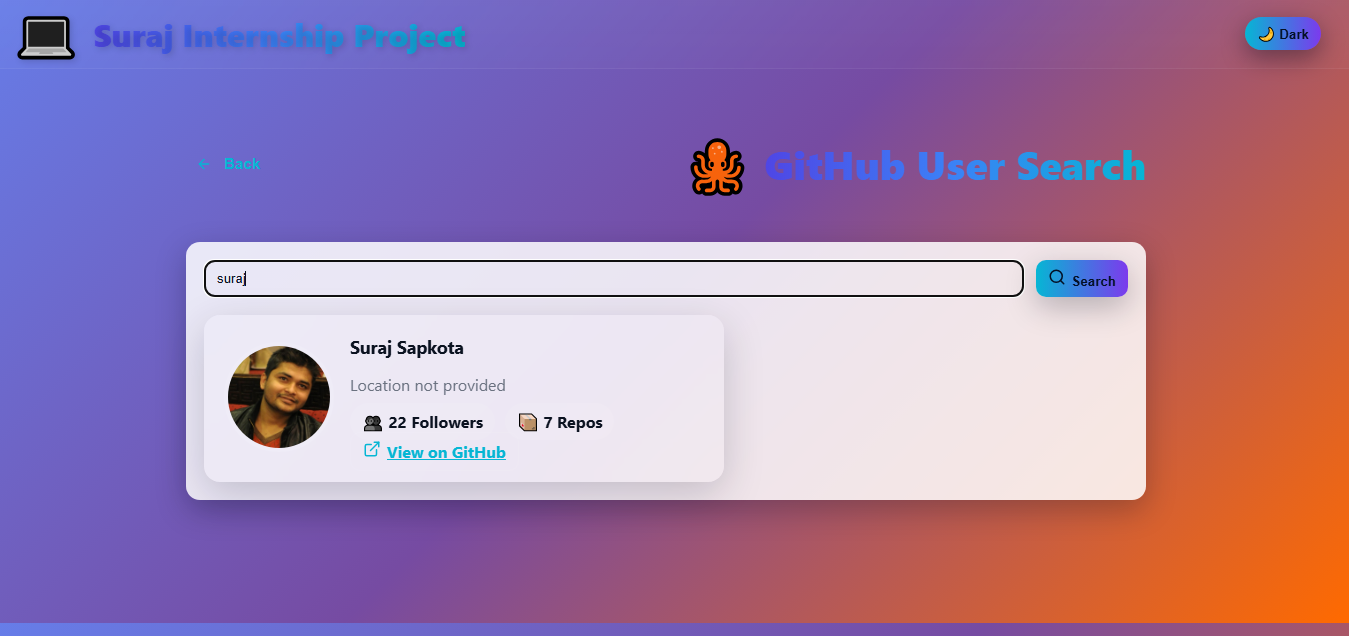 Suraj Internship Project
Dark
Back
GitHub User Search
suraj
Search
Suraj Sapkota
Location not provided
22 Followers
7 Repos
View on GitHub